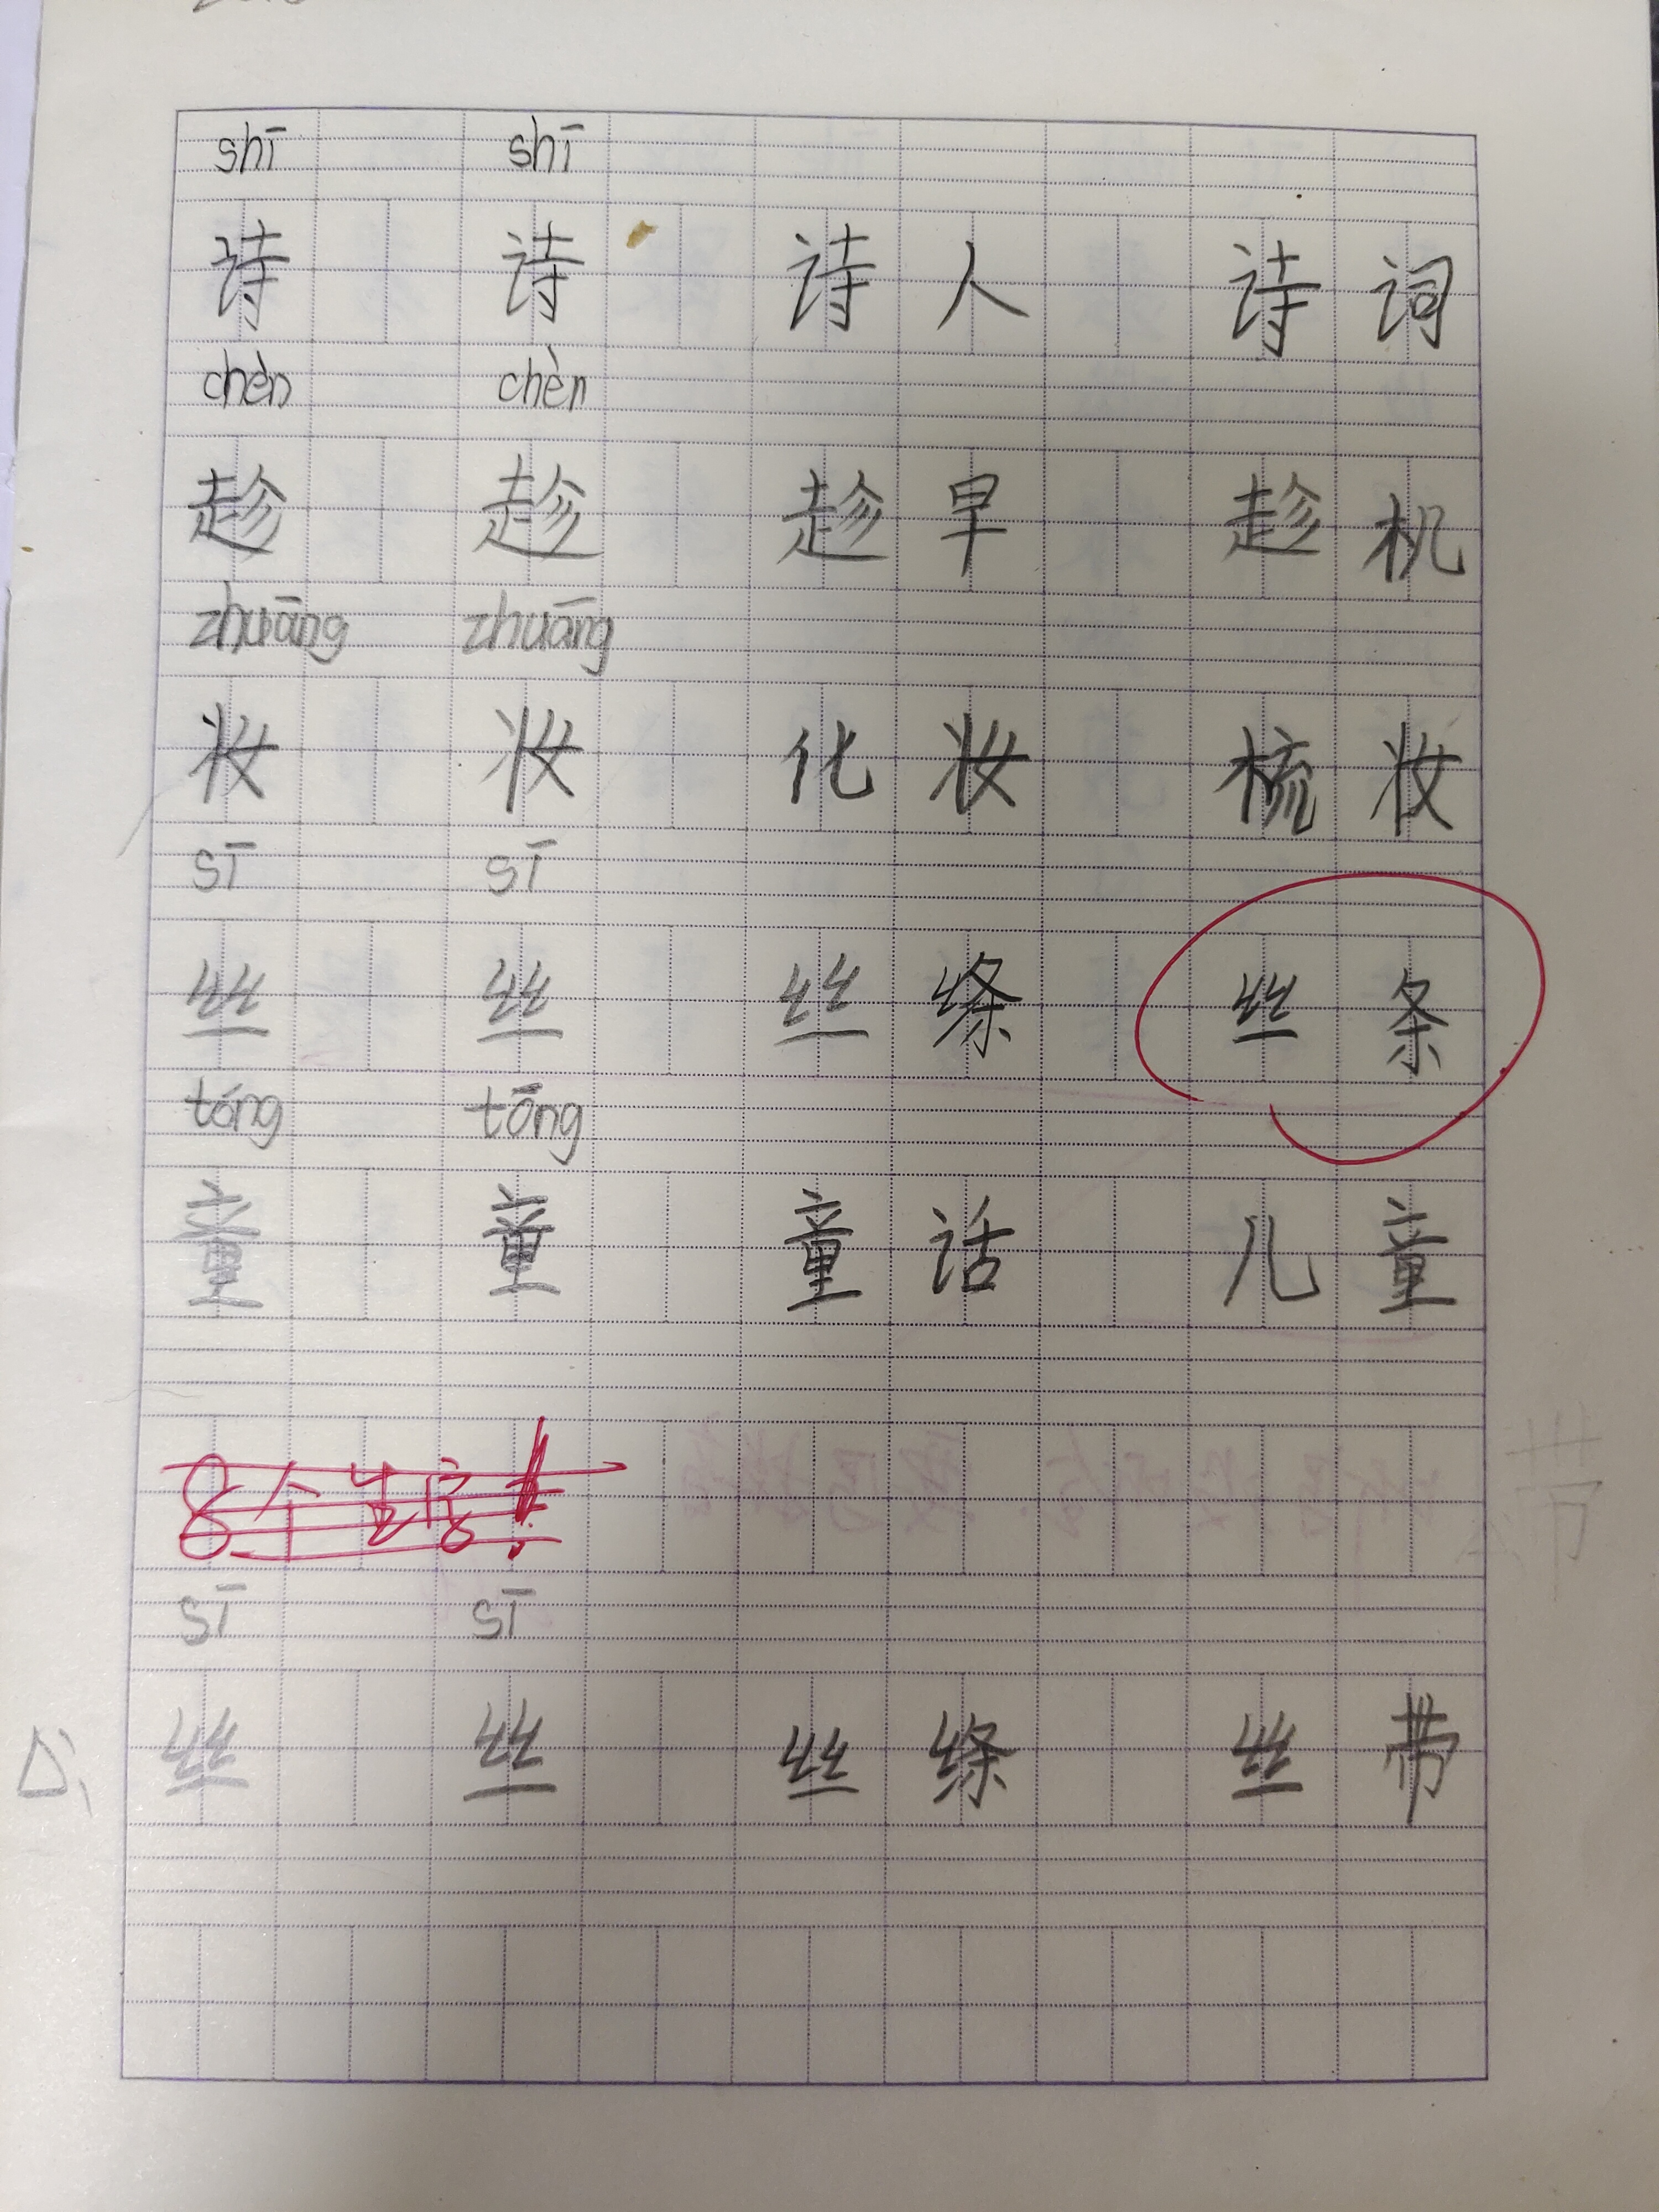 shī shī
诗 诗 诗人 诗词
chèn chèn
趁 趁 趁早 趁机
zhuāng zhuāng
妆 妆 化妆 梳妆
sī sī
丝 丝 丝绦 丝条
tóng tōng
童 童 童话 儿童
8个
sī sī
丝 丝 丝绦 丝带